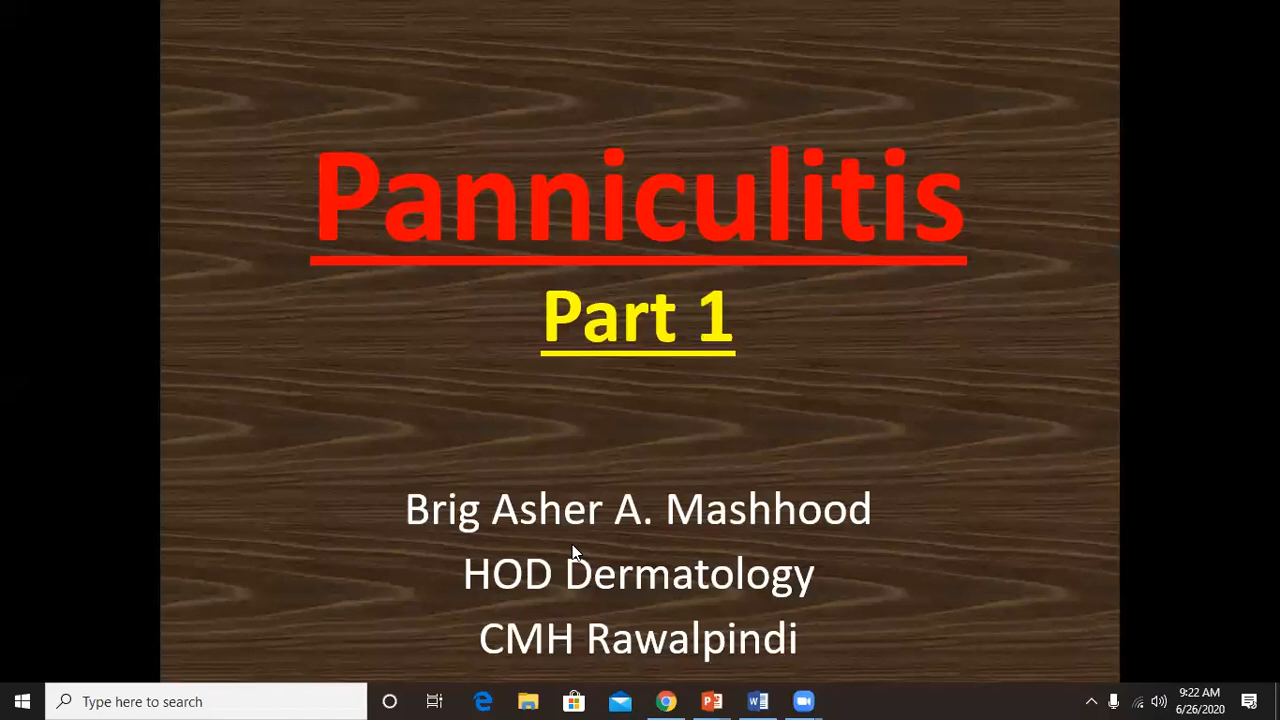 Panniculitis
Part 1
Brig Asher A. Mashhood
HOD Dermatology
CMH Rawalpindi
Type here to search
9:22 AM
6/26/2020